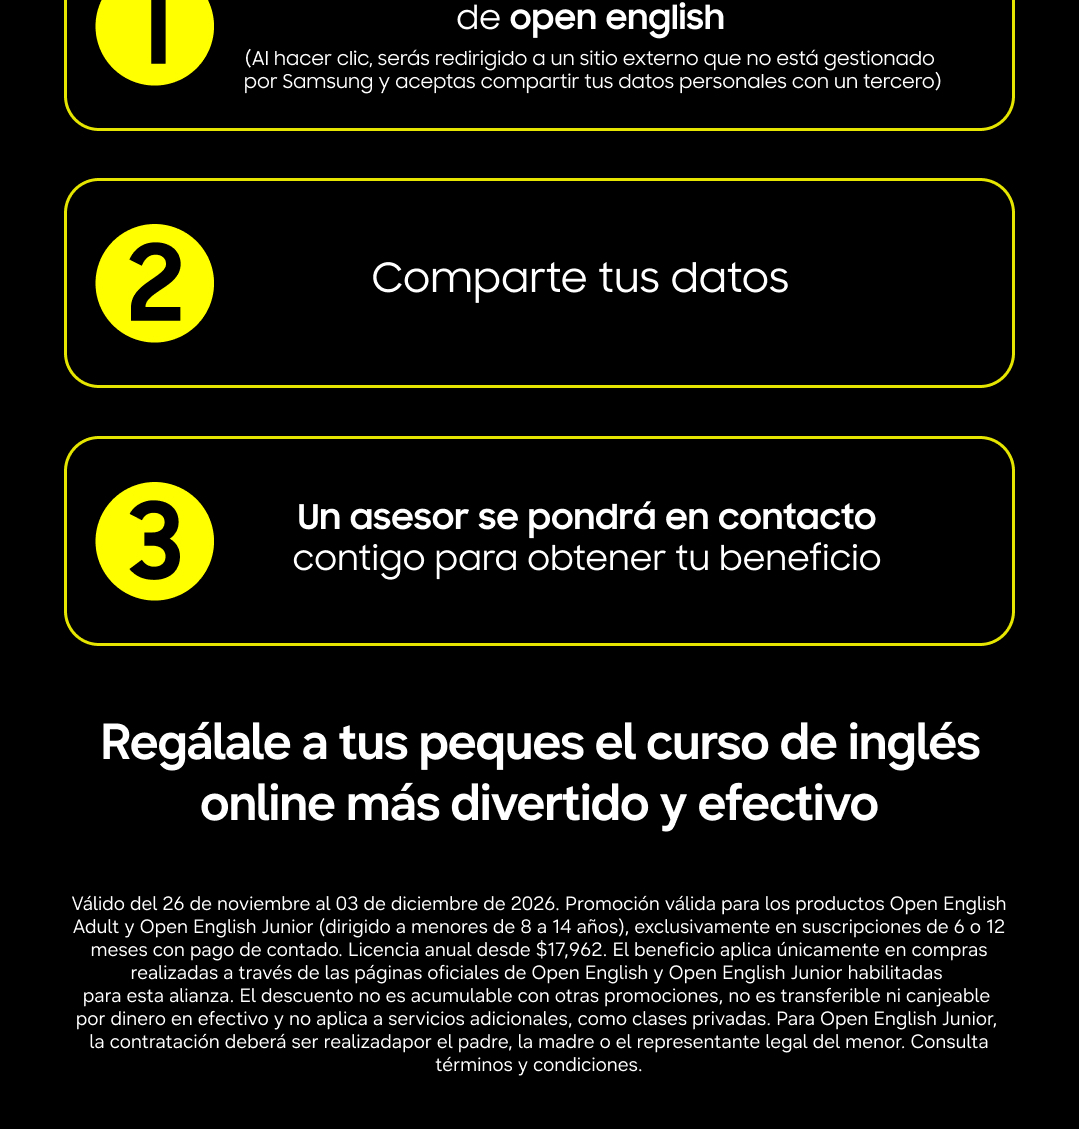 1
de open english
(Al hacer clic, serás redirigido a un sitio externo que no está gestionado
por Samsung y aceptas compartir tus datos personales con un tercero)
2
Comparte tus datos
3
Un asesor se pondrá en contacto
contigo para obtener tu beneficio
Regálale a tus peques el curso de inglés
online más divertido y efectivo
Válido del 26 de noviembre al 03 de diciembre de 2026. Promoción válida para los productos Open English
Adult y Open English Junior (dirigido a menores de 8 a 14 años), exclusivamente en suscripciones de 6 o 12
meses con pago de contado. Licencia anual desde $17,962. El beneficio aplica únicamente en compras
realizadas a través de las páginas oficiales de Open English y Open English Junior habilitadas
para esta alianza. El descuento no es acumulable con otras promociones, no es transferible ni canjeable
por dinero en efectivo y no aplica a servicios adicionales, como clases privadas. Para Open English Junior,
la contratación deberá ser realizadapor el padre, la madre o el representante legal del menor. Consulta
términos y condiciones.